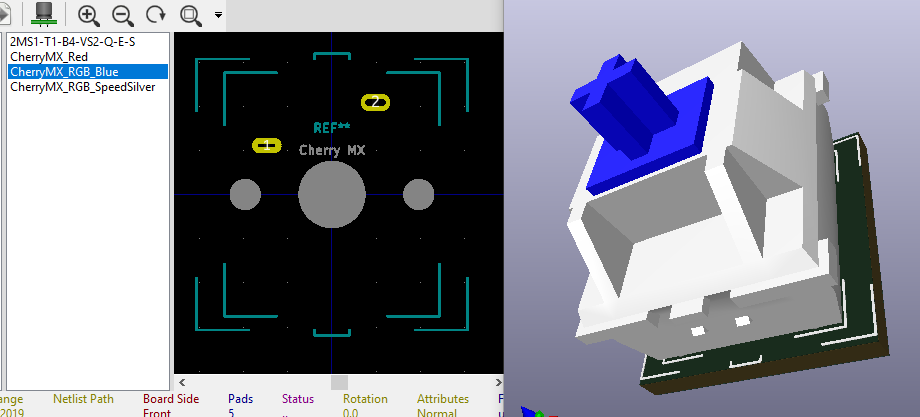 2MS1-T1-B4-VS2-Q-E-S
CherryMX_Red
CherryMX_RGB_Blue
CherryMX_RGB_SpeedSilver
2
REF**
1
Cherry MX
ange Netlist Path Board Side Pads Status Rotation Attributes F
2019 Front 5 .. 0.0 Normal